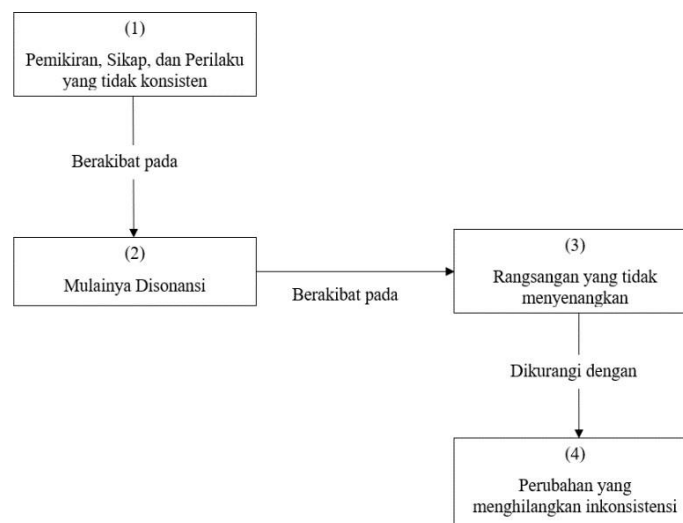 (1)
Pemikiran, Sikap, dan Perilaku
yang tidak konsisten
Berakibat pada
(2)
Mulainya Disonansi
Berakibat pada
(3)
Rangsangan yang tidak
menyenangkan
Dikurangi dengan
(4)
Perubahan yang
menghilangkan inkonsistensi